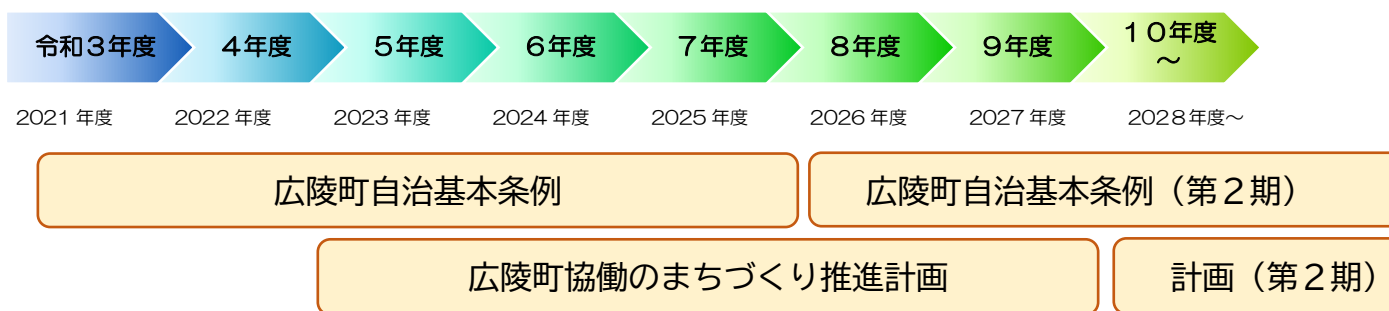 令和３年度 ４年度 ５年度 ６年度 ７年度 ８年度 ９年度 １０年度
～
2021 年度 2022 年度 2023 年度 2024 年度 2025 年度 2026 年度 2027 年度 2028年度～
広陵町自治基本条例 広陵町自治基本条例（第２期）
広陵町協働のまちづくり推進計画 計画（第２期）